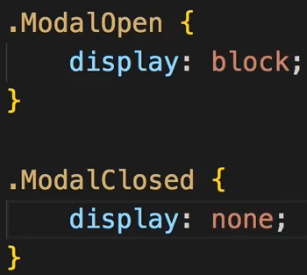 .ModalOpen {
    display: block;
}

.ModalClosed {
    display: none;
}